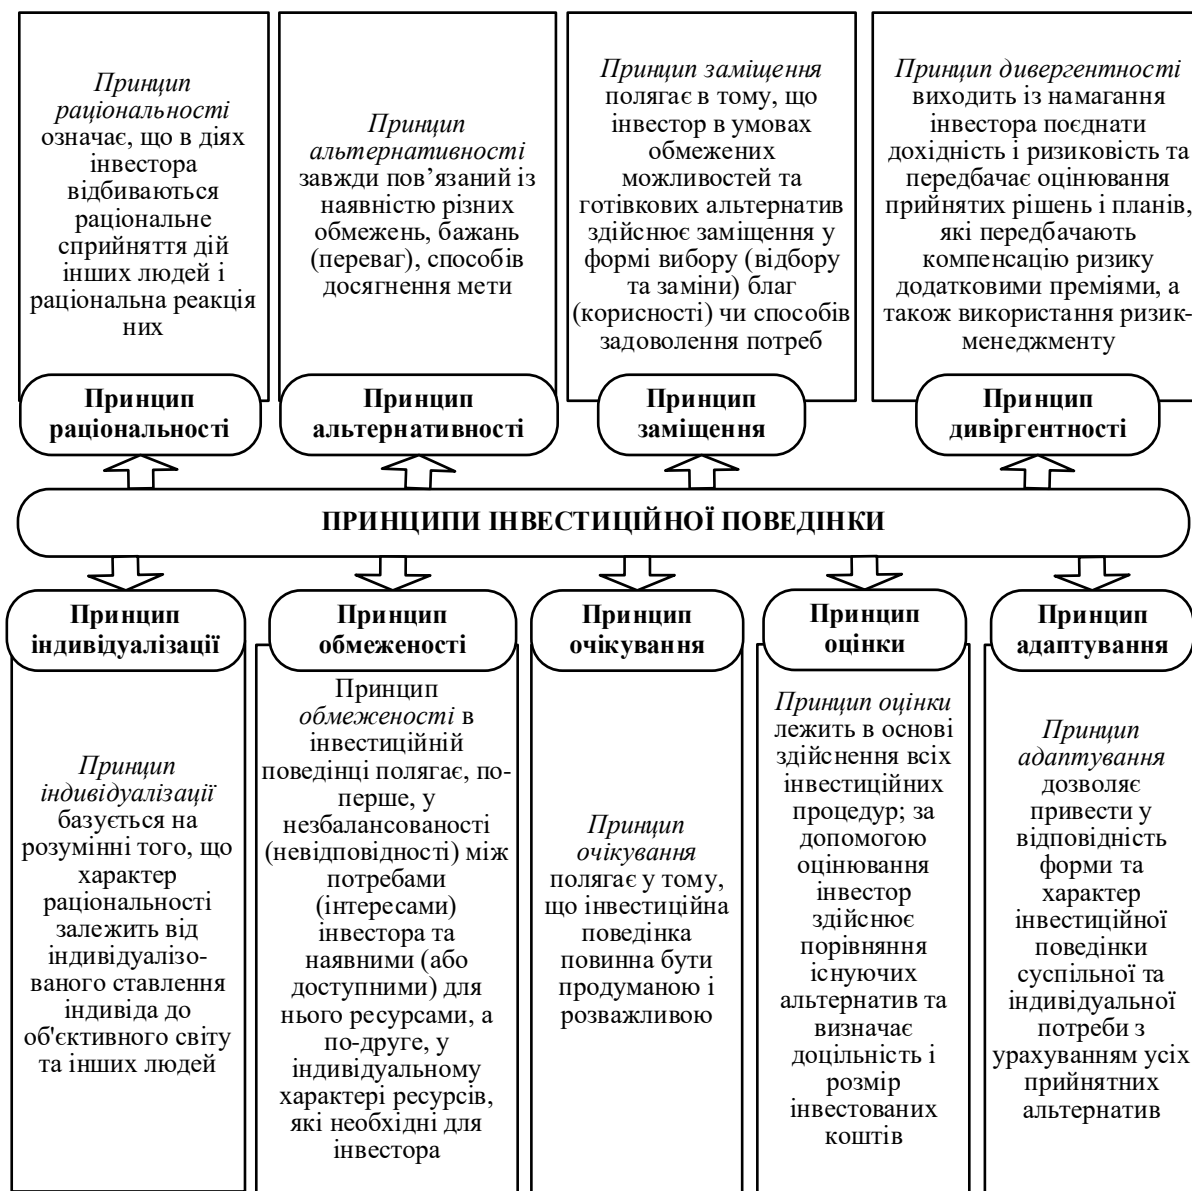 Принцип
раціональності
означає, що в діях
інвестора
відбиваються
раціональне
сприйняття дій
інших людей і
раціональна реакція
них
Принцип
раціональності
Принцип
альтернативності
завжди пов’язаний із
наявністю різних
обмежень, бажань
(переваг), способів
досягнення мети
Принцип
альтернативності
Принцип заміщення
полягає в тому, що
інвестор в умовах
обмежених
можливостей та
готівкових альтернатив
здійснює заміщення у
формі вибору (відбору
та заміни) благ
(корисності) чи способів
задоволення потреб
Принцип
заміщення
Принцип дивергентності
виходить із намагання
інвестора поєднати
дохідність і ризиковість та
передбачає оцінювання
прийнятих рішень і планів,
які передбачають
компенсацію ризику
додатковими преміями, а
також використання ризик-
менеджменту
Принцип
дивіргентності
ПРИНЦИПИ ІНВЕСТИЦІЙНОЇ ПОВЕДІНКИ
Принцип
індивідуалізації
Принцип
індивідуалізації
базується на
розумінні того, що
характер
раціональності
залежить від
індивідуалізо-
ваного ставлення
індивіда до
об'єктивного світу
та інших людей
Принцип
обмеженості
Принцип
обмеженості в
інвестиційній
поведінці полягає, по-
перше, у
незбалансованості
(невідповідності) між
потребами
(інтересами)
інвестора та
наявними (або
доступними) для
нього ресурсами, а
по-друге, у
індивідуальному
характері ресурсів,
які необхідні для
інвестора
Принцип
очікування
Принцип
очікування
полягає у тому,
що інвестиційна
поведінка
повинна бути
продуманою і
розважливою
Принцип
оцінки
Принцип оцінки
лежить в основі
здійснення всіх
інвестиційних
процедур; за
допомогою
оцінювання
інвестор
здійснює
порівняння
існуючих
альтернатив та
визначає
доцільність і
розмір
інвестованих
коштів
Принцип
адаптування
Принцип
адаптування
дозволяє
привести у
відповідність
форми та
характер
інвестиційної
поведінки
суспільної та
індивідуальної
потреби з
урахуванням усіх
прийнятних
альтернатив